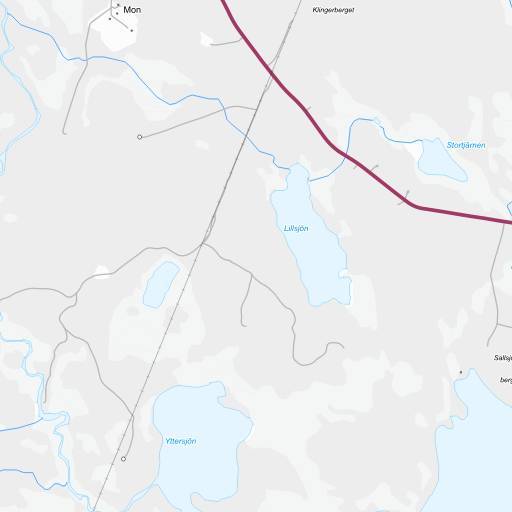 Mon
Klingerberget
Stortjärnen
Lillsjön
Yttersjön